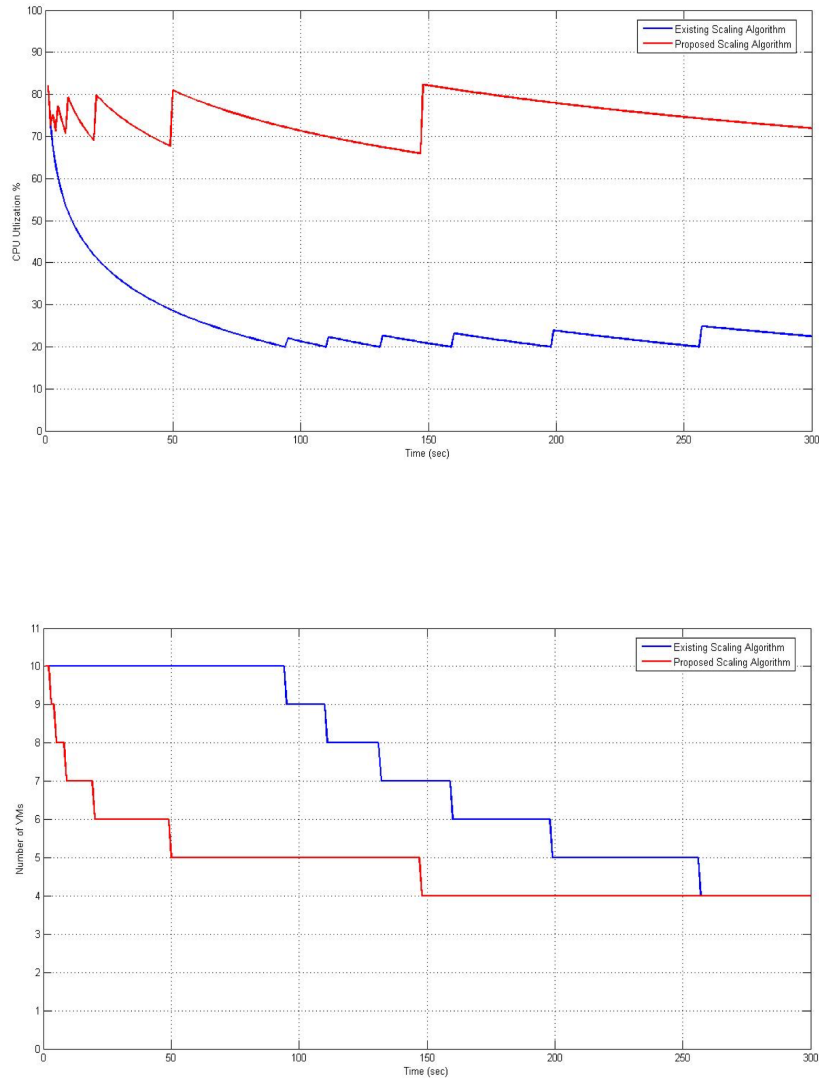 100
90
80
70
60
50
40
30
20
10
0
CPU Utlization %
Existing Scaling Algorithm
Proposed Scaling Algorithm
0 50 100 150 200 250 300
Time (sec)
11
10
9
8
7
6
5
4
3
2
1
0
Number of VMs
Existing Scaling Algorithm
Proposed Scaling Algorithm
0 50 100 150 200 250 300
Time (sec)